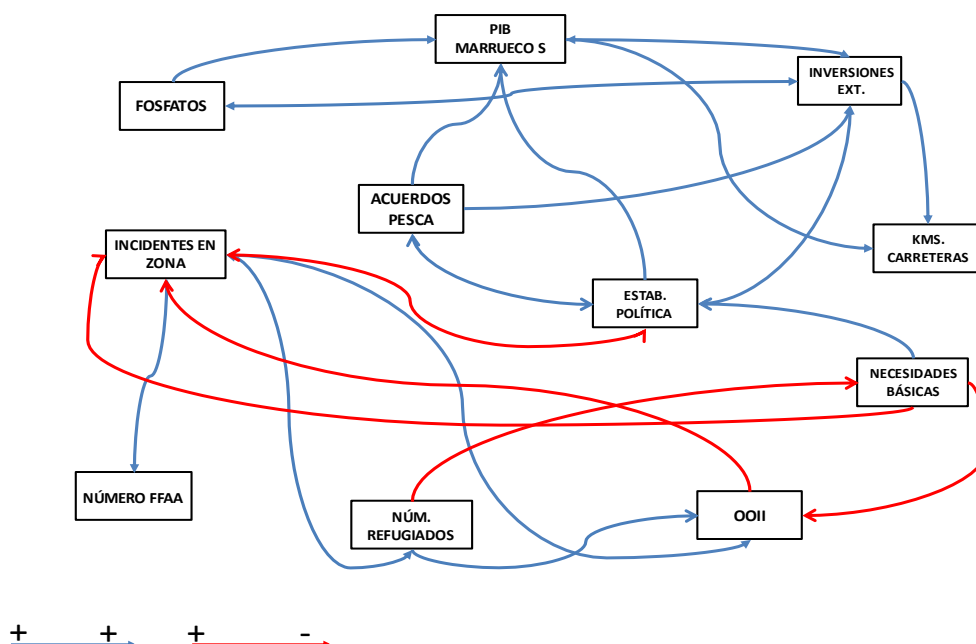 PIB
MARRUECO S
INVERSIONES
EXT.
FOSFATOS
ACUERDOS
PESCA
INCIDENTES EN
ZONA
KMS.
CARRETERAS
ESTAB.
POLÍTICA
NECESIDADES
BÁSICAS
NÚMERO FFAA
NÚM.
REFUGIADOS
OOII
+ + + -